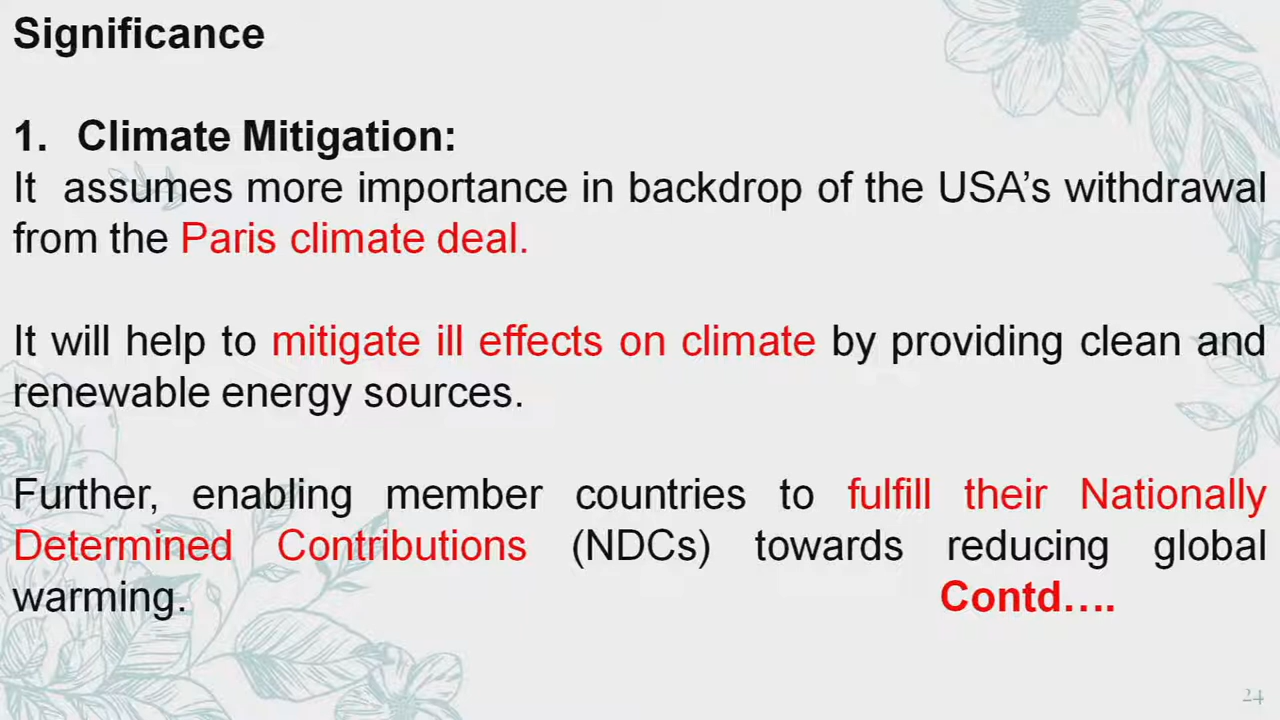 Significance
1. Climate Mitigation:
It assumes more importance in backdrop of the USA’s withdrawal
from the Paris climate deal.
It will help to mitigate ill effects on climate by providing clean and
renewable energy sources.
Further, enabling member countries to fulfill their Nationally
Determined Contributions (NDCs) towards reducing global
warming. Contd….
24